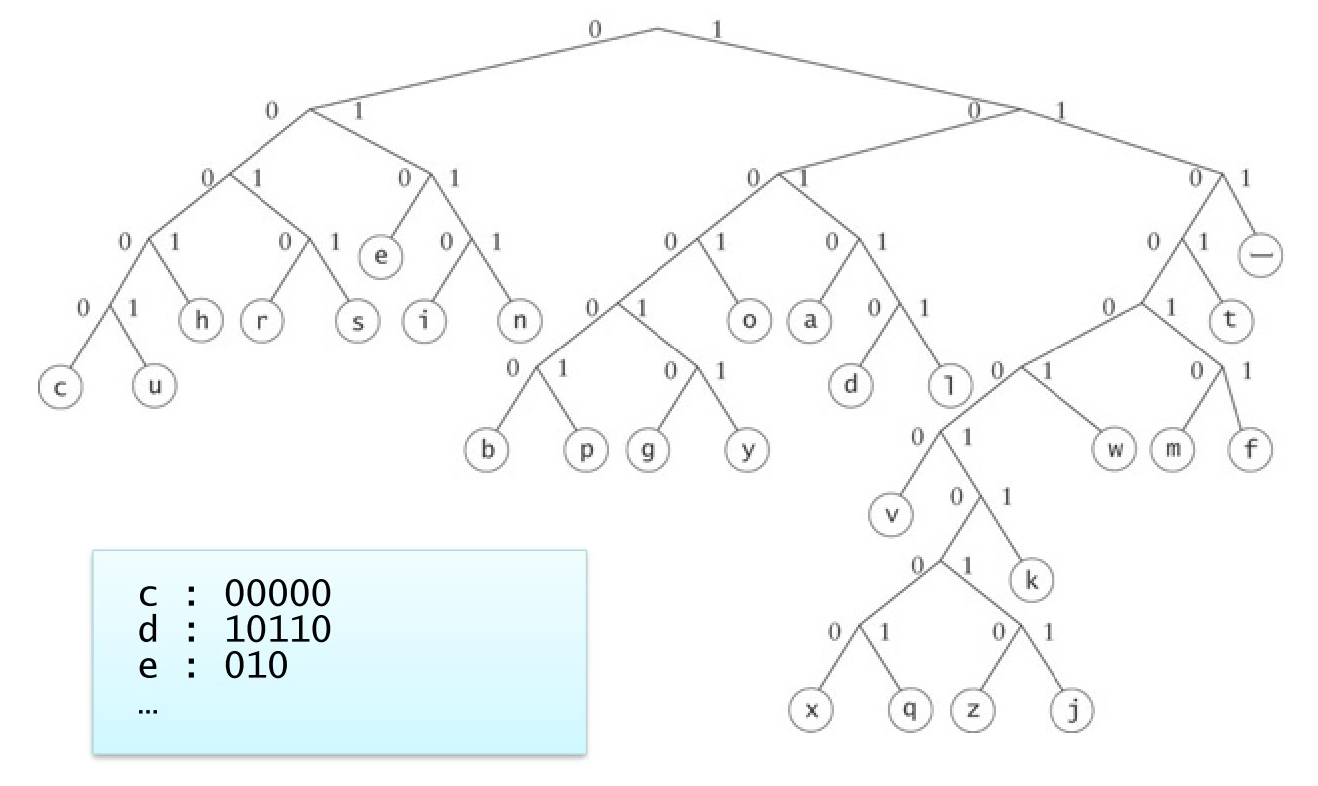 0 1
0 1 0 1
0 1 0 1 0 1 0 1
0 1 0 1 e 0 1 0 1 0 1 0 1 —
0 1 h r s i n 0 1 o a 0 1 0 1 t
c u 0 1 0 1 d l 0 1 0 1
b p g y 0 1 w m f
v 0 1
0 1 k
0 1 0 1
x q z j
c : 00000
d : 10110
e : 010
…